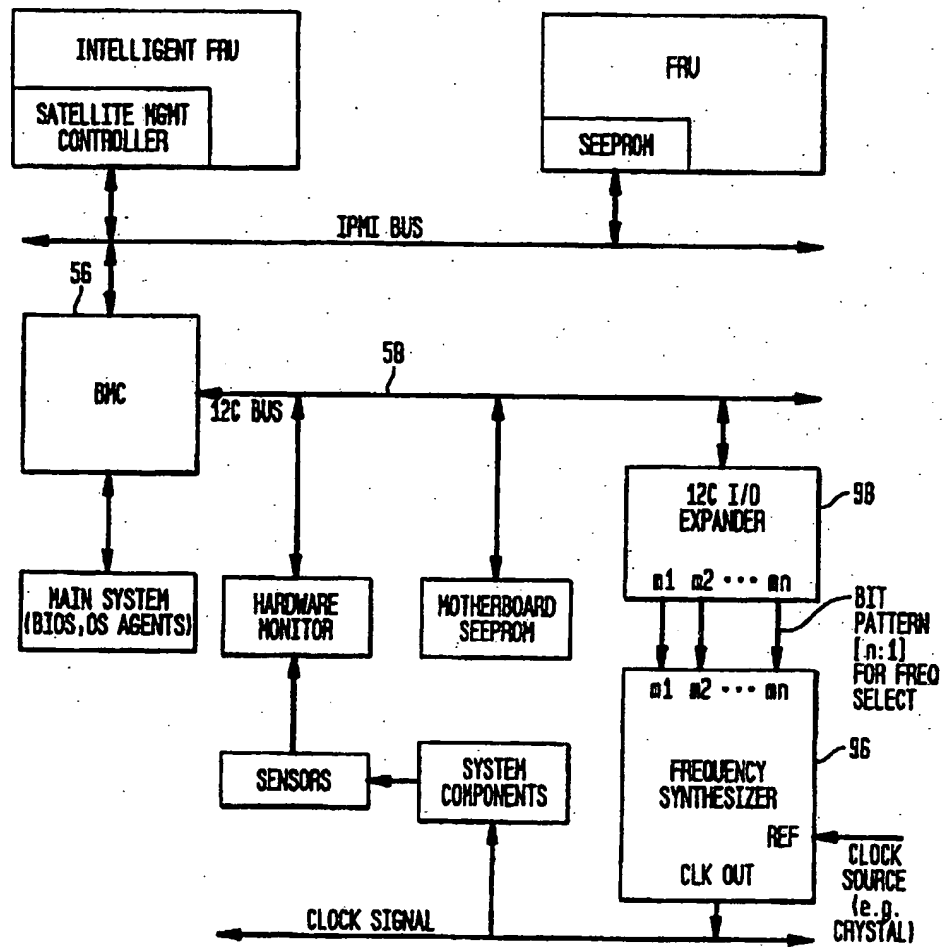 INTELLIGENT FRU
SATELLITE MGMT
CONTROLLER
FRU
SEEPROM
IPMI BUS
56
BMC
58
12C BUS
12C I/O
EXPANDER
m1 m2 ••• mn
98
MAIN SYSTEM
(BIOS,OS AGENTS)
HARDWARE
MONITOR
MOTHERBOARD
SEEPROM
BIT
PATTERN
[n:1]
FOR FREQ
SELECT
m1 m2 ••• mn
96
FREQUENCY
SYNTHESIZER
REF
CLK OUT
SENSORS
SYSTEM
COMPONENTS
CLOCK
SOURCE
(e.g.
CRYSTAL)
CLOCK SIGNAL